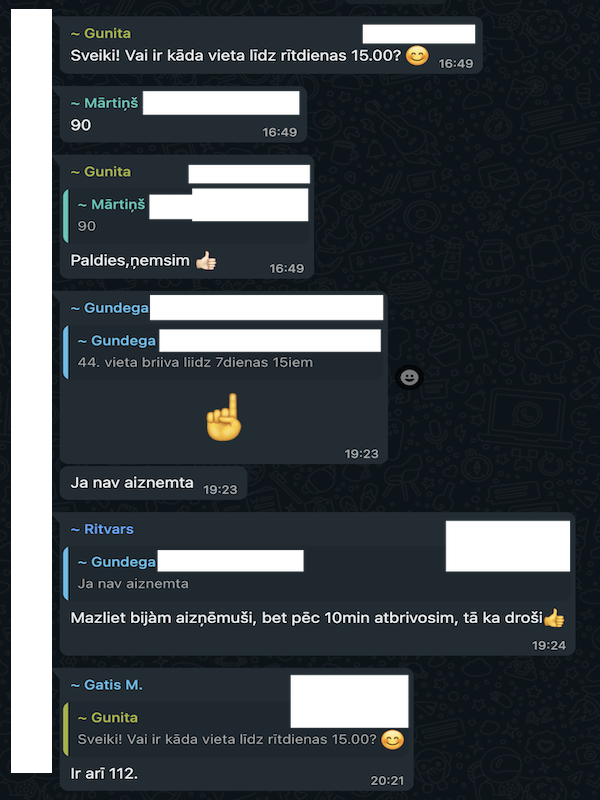 ~ Gunita
Sveiki! Vai ir kāda vieta līdz rītdienas 15.00? 😊
16:49
~ Mārtiņš
90
16:49
~ Gunita
~ Mārtiņš
90
Paldies,ņemsim 👍🏻
16:49
~ Gundega
~ Gundega
44. vieta briiva liidz 7dienas 15iem
☝️
19:23
Ja nav aiznemta
19:23
~ Ritvars
~ Gundega
Ja nav aiznemta
Mazliet bijàm aizņēmuši, bet pēc 10min atbrivosim, tā ka droši👍
19:24
~ Gatis M.
~ Gunita
Sveiki! Vai ir kāda vieta līdz rītdienas 15.00? 😊
Ir arī 112.
20:21